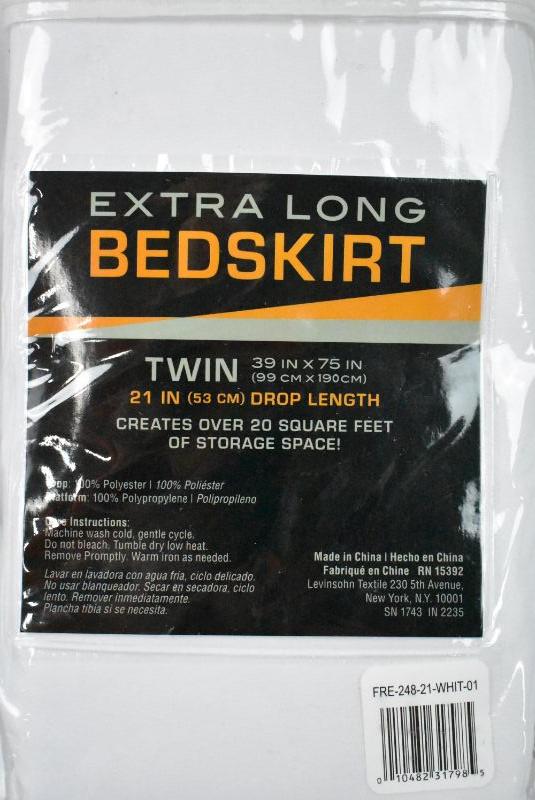 EXTRA LONG
BEDSKIRT
TWIN 39 IN X 75 IN
(99 CM X 190CM)
21 IN (53 CM) DROP LENGTH
CREATES OVER 20 SQUARE FEET
OF STORAGE SPACE!
100% Polyester | 100% Poliéster
Platform: 100% Polypropylene | Polipropileno
Care Instructions:
Machine wash cold, gentle cycle.
Do not bleach. Tumble dry low heat.
Remove Promptly. Warm iron as needed.
Lavar en lavadora con agua fria, ciclo delicado.
No usar blanqueador. Secar en secadora, ciclo
lento. Remover inmediatamente.
Plancha tibia si se necesita.
Made in China | Hecho en China
Fabriqué en Chine RN 15392
Levinsohn Textile 230 5th Avenue,
New York, N.Y. 10001
SN 1743 IN 2235
FRE-248-21-WHIT-01
0 10482 31798 5